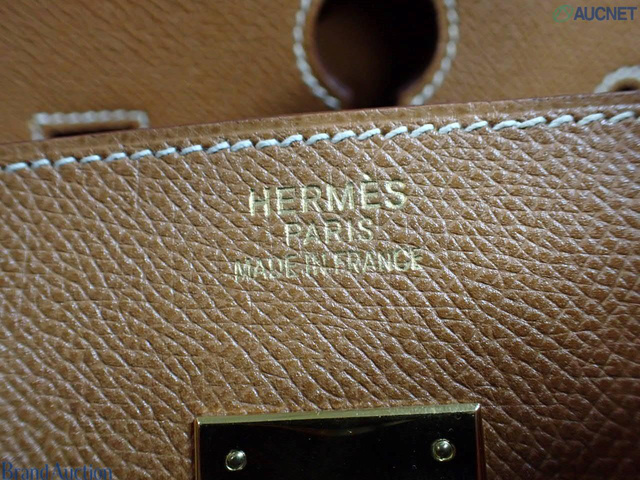 AUCNET
HERMÈS
PARIS
MADE IN FRANCE
Brand Auction